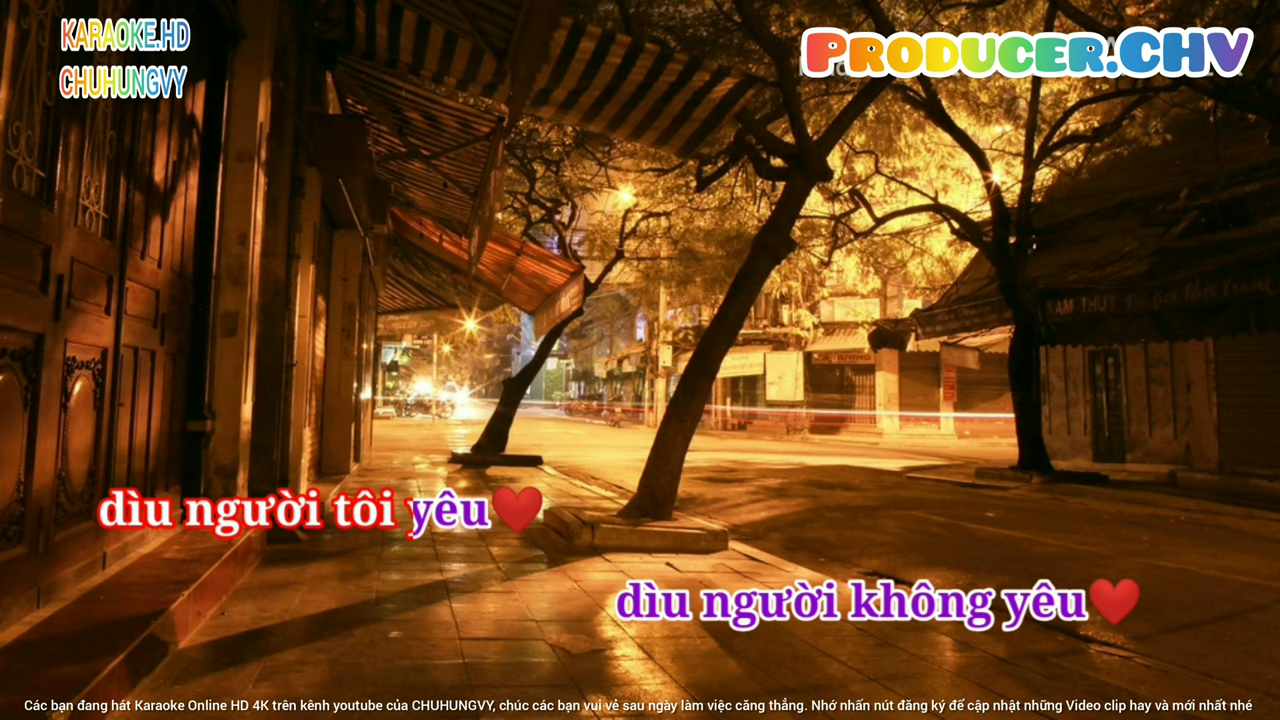 KARAOKE.HD
CHUHUNGVY
PRODUCER.CHV
NAM THUY
dìu người tôi yêu❤️
dìu người không yêu❤️
Các bạn đang hát Karaoke Online HD 4K trên kênh youtube của CHUHUNGVY, chúc các bạn vui vẻ sau ngày làm việc căng thẳng. Nhớ nhấn nút đăng ký để cập nhật những Video clip hay và mới nhất nhé